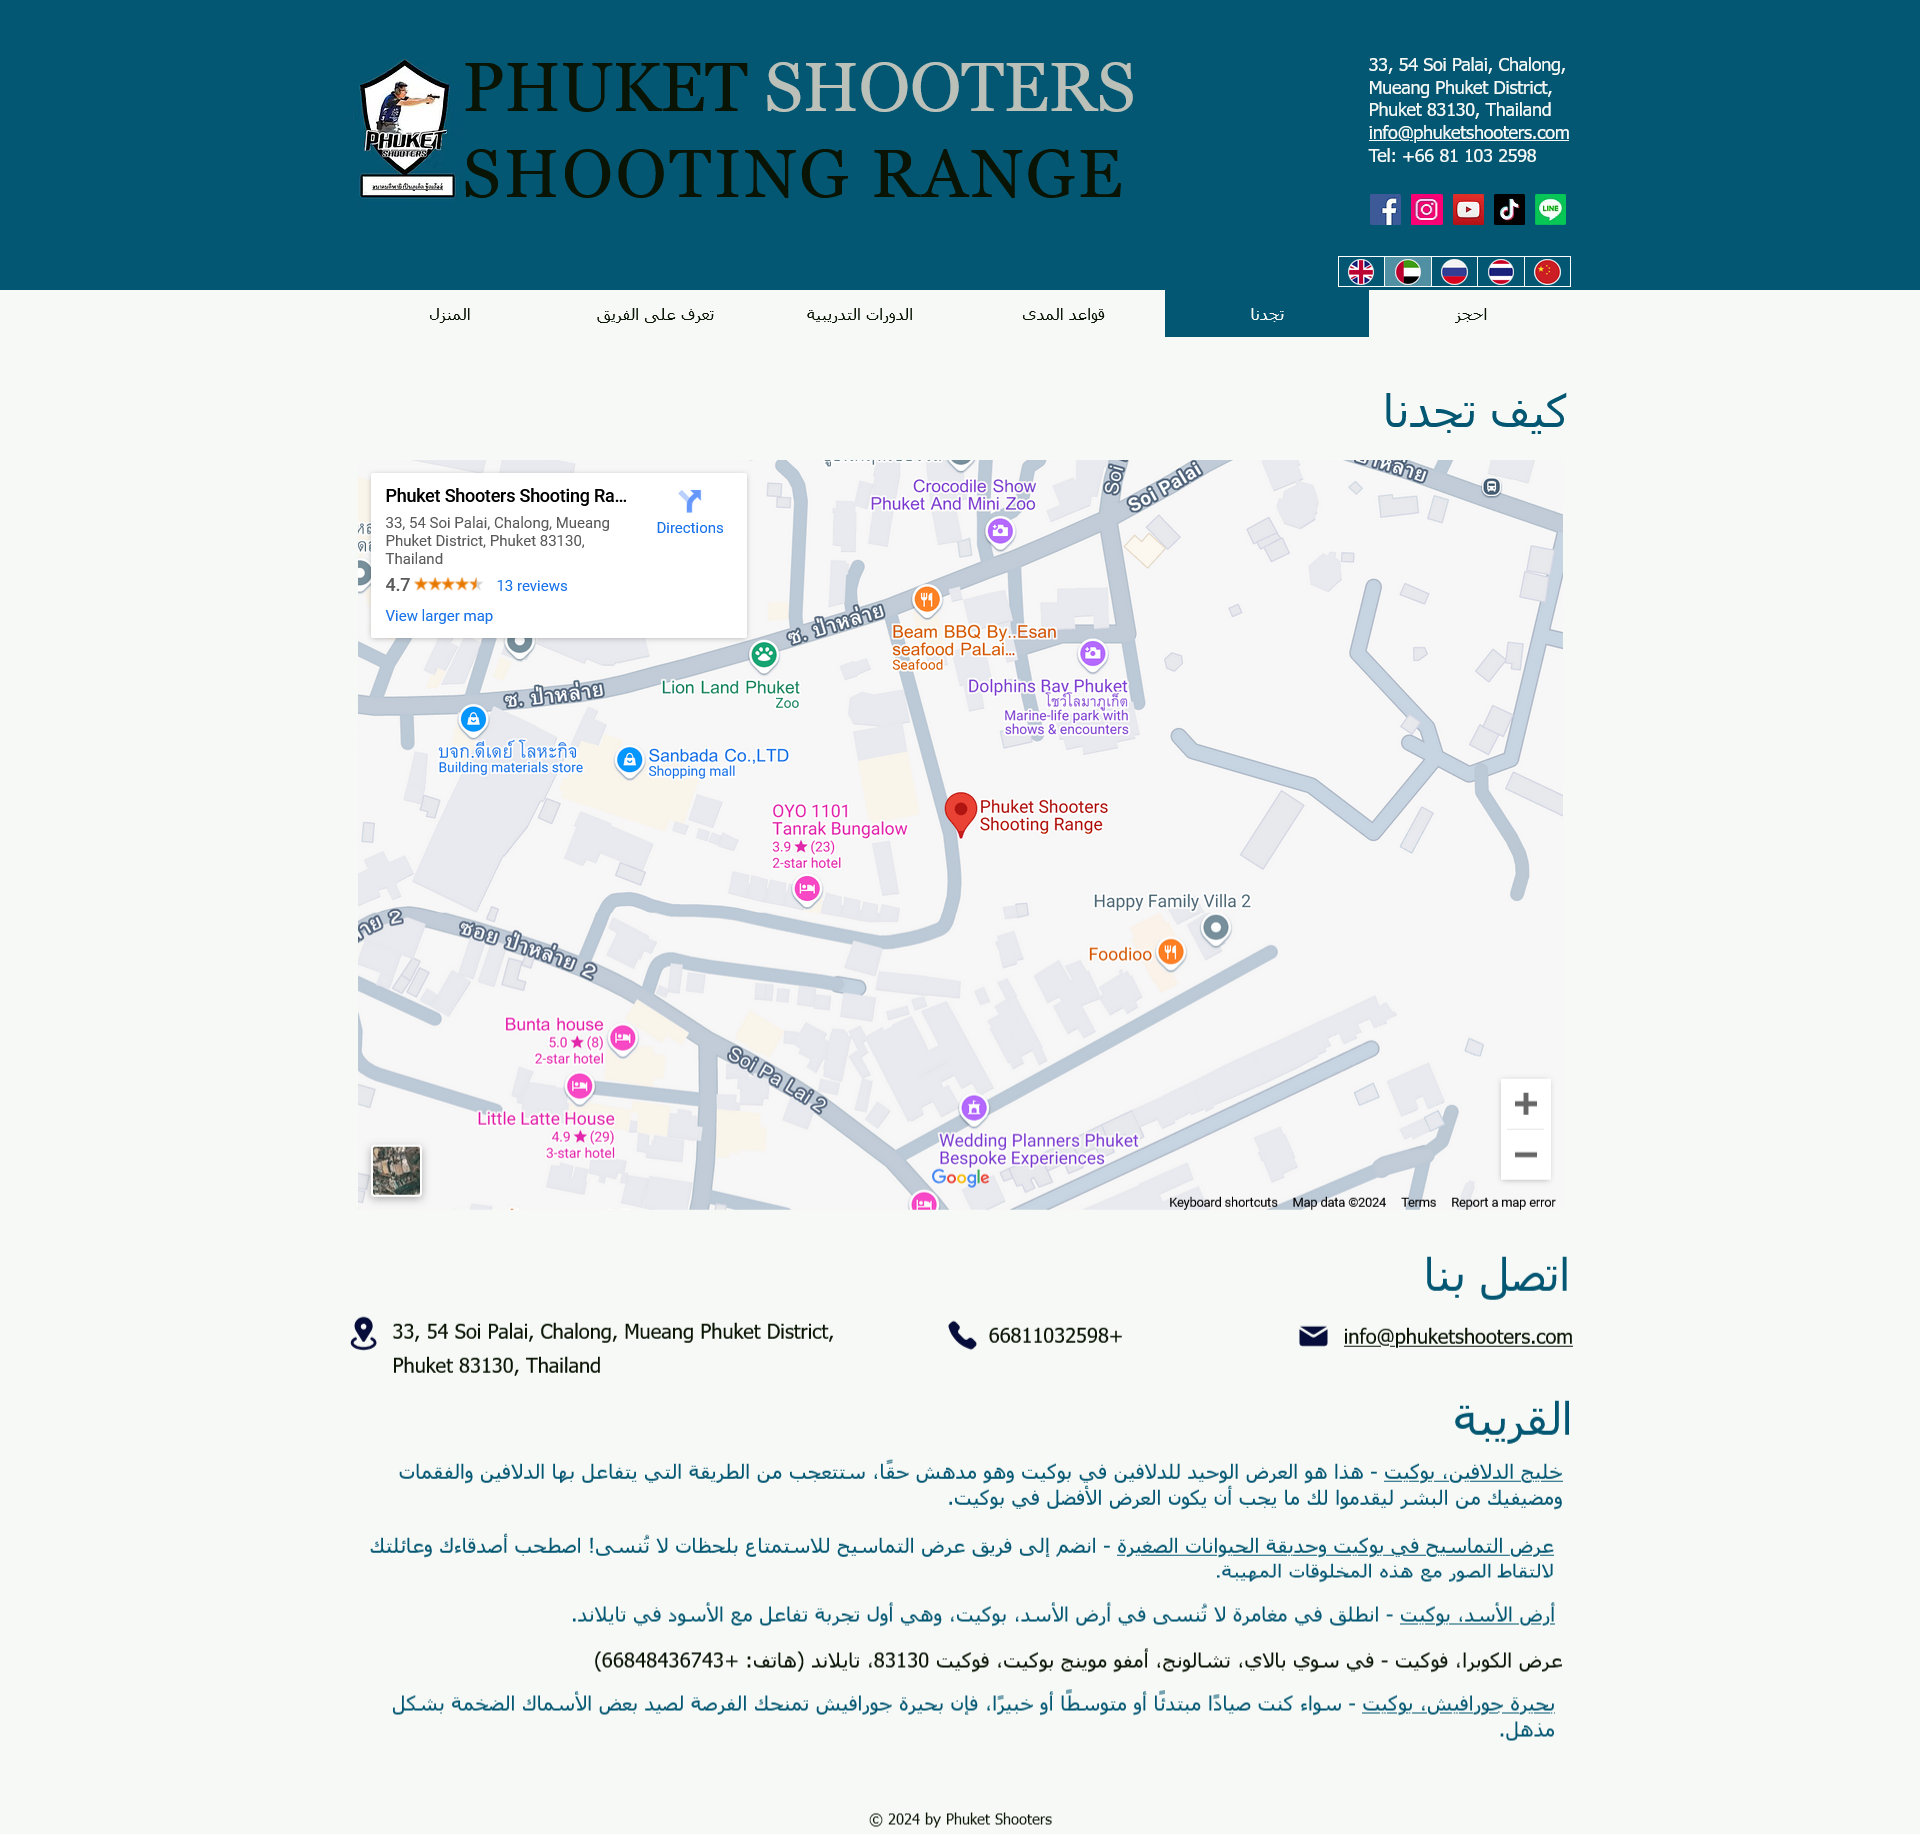 PHUKET SHOOTERS
SHOOTING RANGE
PHUKET
SHOOTERS
33, 54 Soi Palai, Chalong,
Mueang Phuket District,
Phuket 83130, Thailand
info@phuketshooters.com
Tel: +66 81 103 2598
LINE
المنزل
تعرف على الفريق
الدورات التدريبية
قواعد المدى
تجدنا
احجز
كيف تجدنا
Phuket Shooters Shooting Ra...
33, 54 Soi Palai, Chalong, Mueang
Phuket District, Phuket 83130,
Thailand
Directions
4.7
13 reviews
View larger map
Crocodile Show
Phuket And Mini Zoo
Soi
Soi Palai
ซ. ป่าหล่าย
Beam BBQ By..Esan
seafood PaLai...
Seafood
Lion Land Phuket
Zoo
ซ. ป่าหล่าย
Dolphins Bay Phuket
โชว์โลมาภูเก็ต
Marine-life park with
shows & encounters
บจก.ดีเดย์ โลหะกิจ
Building materials store
Sanbada Co.,LTD
Shopping mall
OYO 1101
Tanrak Bungalow
3.9 ★ (23)
2-star hotel
Phuket Shooters
Shooting Range
Happy Family Villa 2
Foodioo
ซอย ป่าหล่าย 2
Bunta house
5.0 ★ (8)
2-star hotel
Soi Pa Lai 2
Little Latte House
4.9 ★ (29)
3-star hotel
Wedding Planners Phuket
Bespoke Experiences
Google
Keyboard shortcuts
Map data ©2024
Terms
Report a map error
اتصل بنا
33, 54 Soi Palai, Chalong, Mueang Phuket District,
Phuket 83130, Thailand
66811032598+
info@phuketshooters.com
القريبة
خليج الدلافين، بوكيت - هذا هو العرض الوحيد للدلافين في بوكيت وهو مدهش حقًا، ستتعجب من الطريقة التي يتفاعل بها الدلافين والفقمات
ومضيفيك من البشر ليقدموا لك ما يجب أن يكون العرض الأفضل في بوكيت.
عرض التماسيح في بوكيت وحديقة الحيوانات الصغيرة - انضم إلى فريق عرض التماسيح للاستمتاع بلحظات لا تُنسى! اصطحب أصدقاءك وعائلتك
لالتقاط الصور مع هذه المخلوقات المهيبة.
أرض الأسد، بوكيت - انطلق في مغامرة لا تُنسى في أرض الأسد، بوكيت، وهي أول تجربة تفاعل مع الأسود في تايلاند.
عرض الكوبرا، فوكيت - في سوي بالاي، تشالونج، أمفو موينج بوكيت، فوكيت 83130، تايلاند (هاتف: +66848436743)
بحيرة جورافيش، بوكيت - سواء كنت صيادًا مبتدئًا أو متوسطًا أو خبيرًا، فإن بحيرة جورافيش تمنحك الفرصة لصيد بعض الأسماك الضخمة بشكل
مذهل.
© 2024 by Phuket Shooters